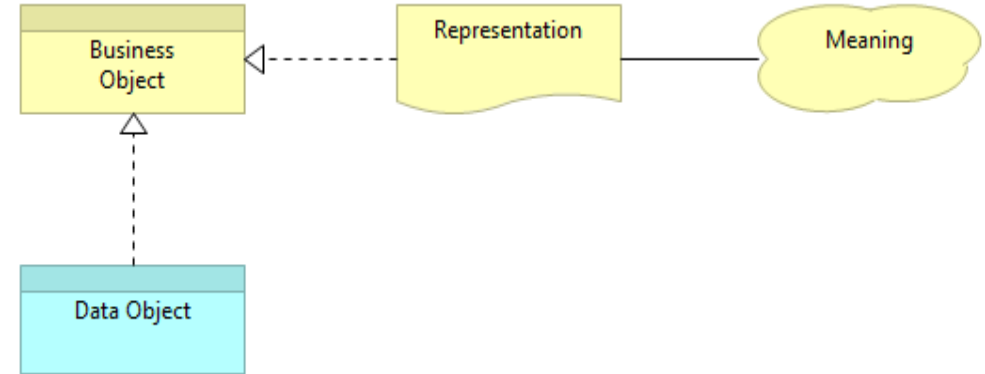 Business
Object
Representation
Meaning
Data Object